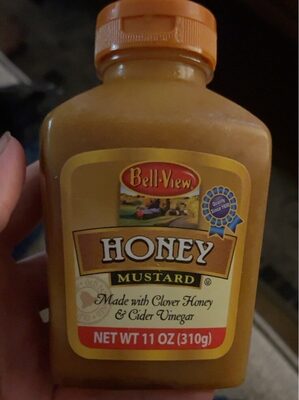 Bell-View
HONEY
MUSTARD
Made with Clover Honey
& Cider Vinegar
NET WT 11 OZ (310g)